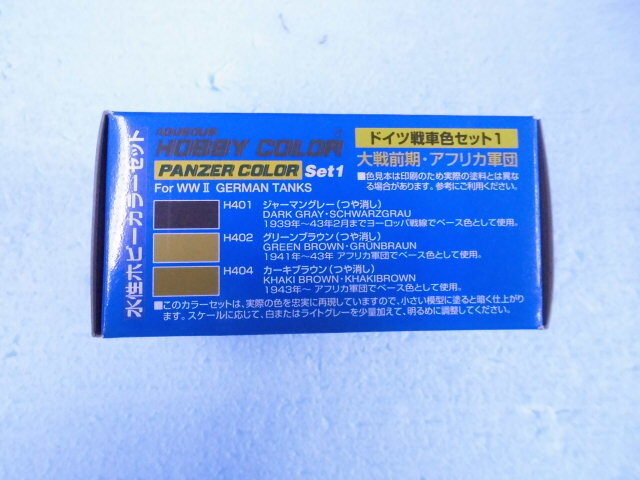 水性ホビーカラーセット
AQUEOUS
HOBBY COLOR
PANZER COLOR Set1
For WWⅡ GERMAN TANKS
ドイツ戦車色セット1
大戦前期・アフリカ軍団
■色見本は印刷のため実際の塗料とは異な
る場合があります。参考にご利用ください。
H401 ジャーマングレー(つや消し)
DARK GRAY・SCHWARZGRAU
1939年〜43年2月までヨーロッパ戦線でベース色として使用。
H402 グリーンブラウン(つや消し)
GREEN BROWN・GRÜNBRAUN
1941年〜43年 アフリカ軍団でベース色として使用。
H404 カーキブラウン(つや消し)
KHAKI BROWN・KHAKIBROWN
1943年〜 アフリカ軍団でベース色として使用。
■このカラーセットは、実際の色を忠実に再現していますので、小さい模型に塗ると暗く仕上がり
ます。スケールに応じて、白またはライトグレーを少量加えて、明るめに調整してください。